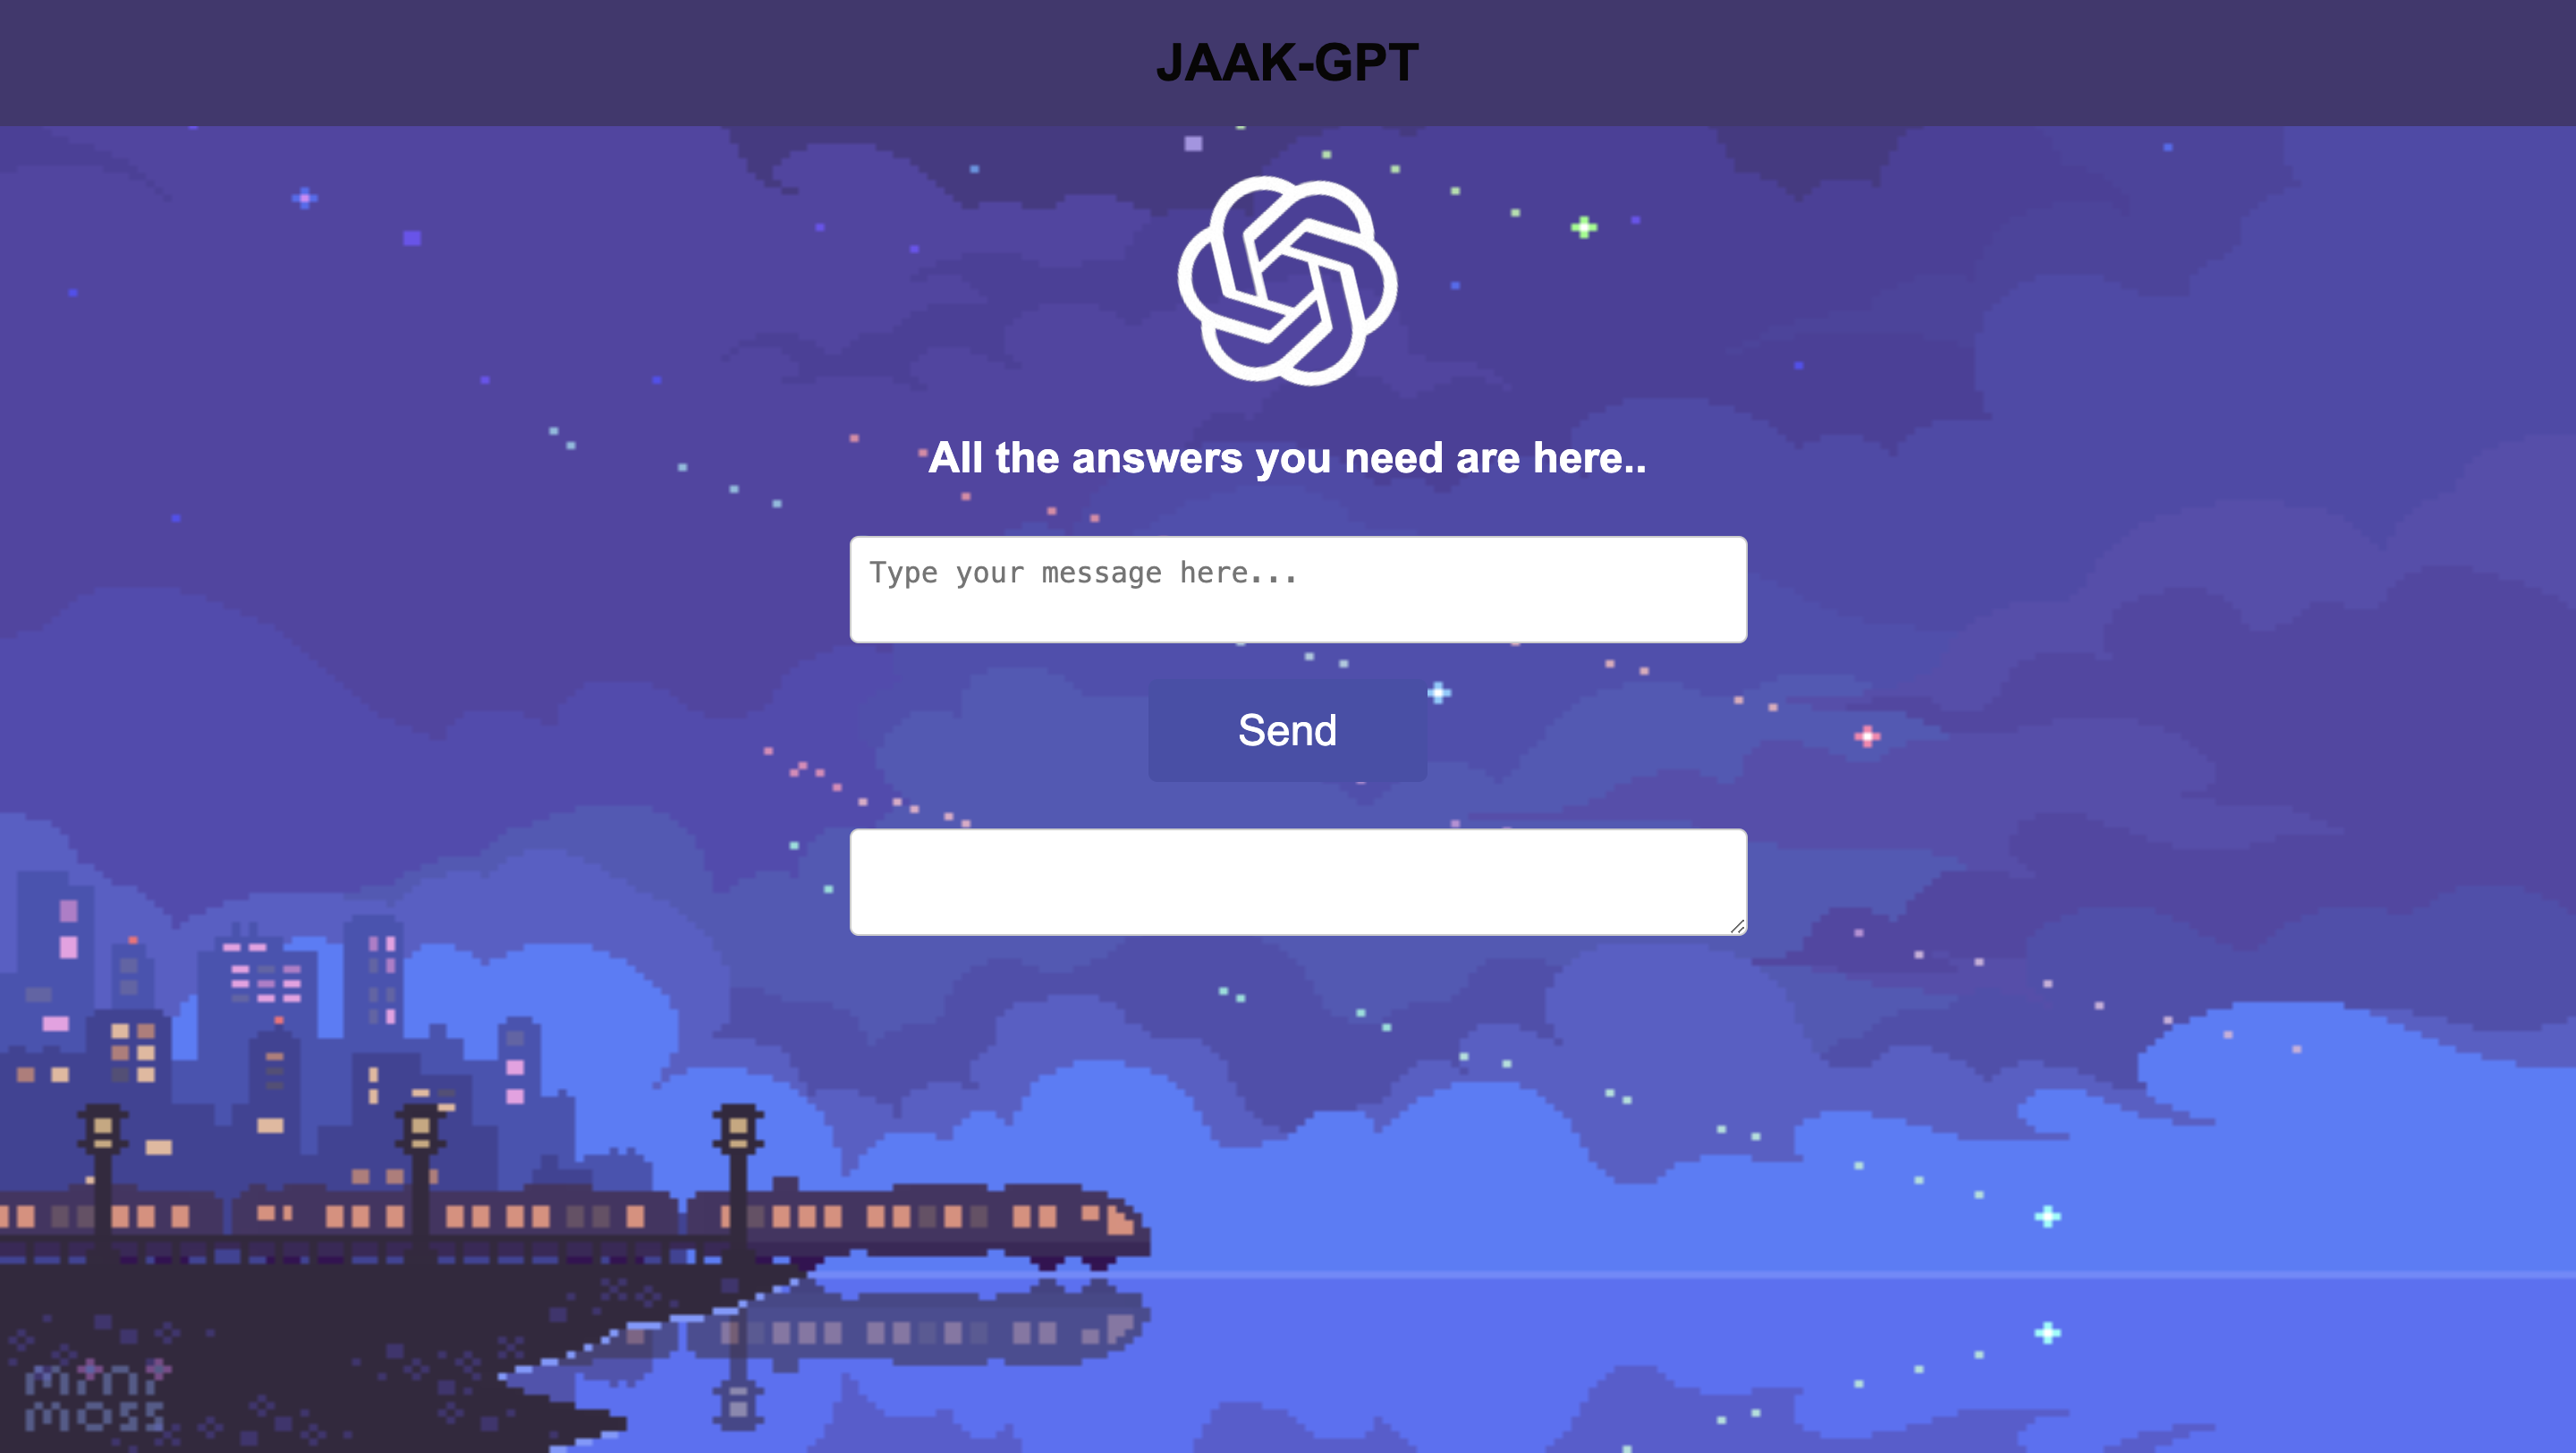 JAAK-GPT
All the answers you need are here..
Type your message here...
Send
MINI
MOSS